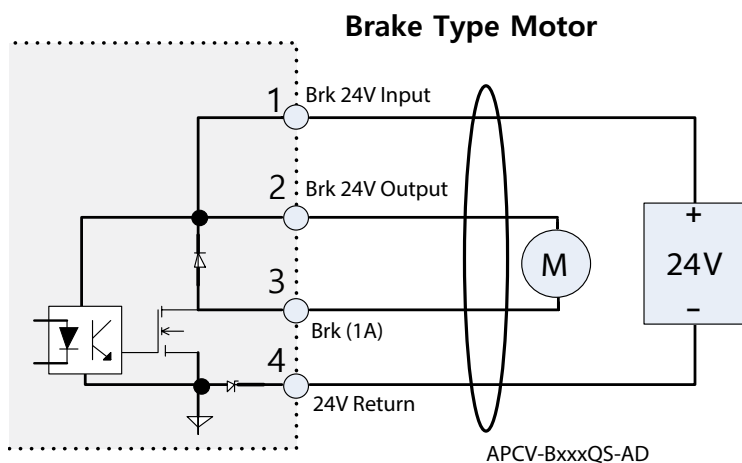 Brake Type Motor
1 Brk 24V Input
2 Brk 24V Output
3
Brk (1A)
4
24V Return
M
+
24V
−
APCV-BxxxQS-AD